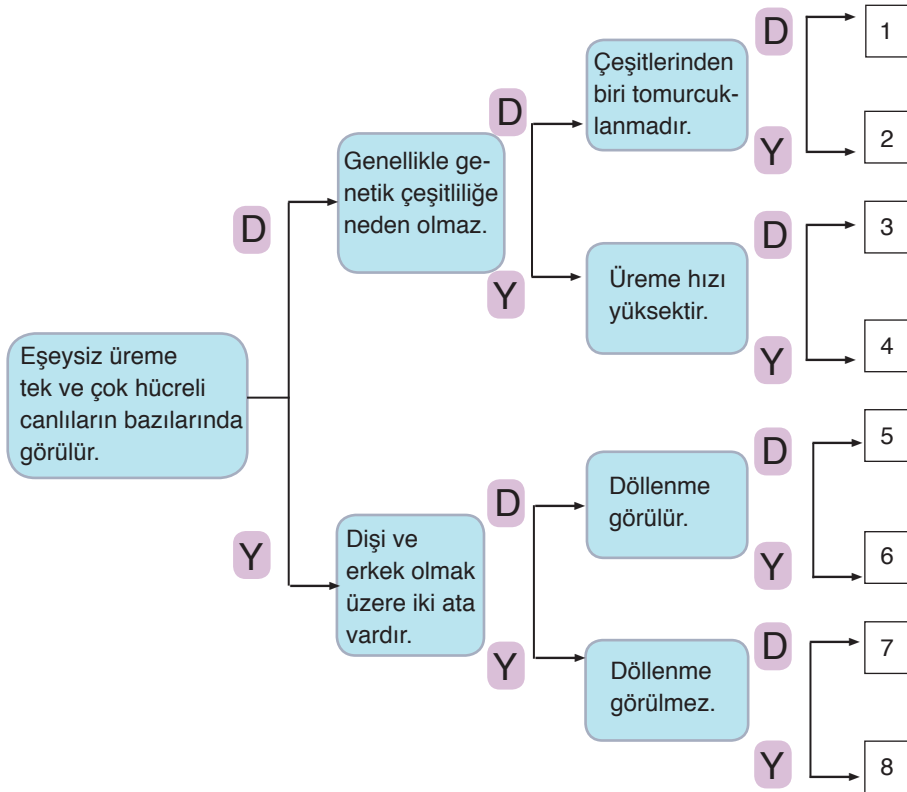 Eşeysiz üreme
tek ve çok hücreli
canlıların bazılarında
görülür.
D
Y
Genellikle ge-
netik çeşitliliğe
neden olmaz.
D
Y
Çeşitlerinden
biri tomurcuk-
lanmadır.
D
1
Y
2
Üreme hızı
yüksektir.
D
3
Y
4
Dişi ve
erkek olmak
üzere iki ata
vardır.
D
Y
Döllenme
görülür.
D
5
Y
6
Döllenme
görülmez.
D
7
Y
8